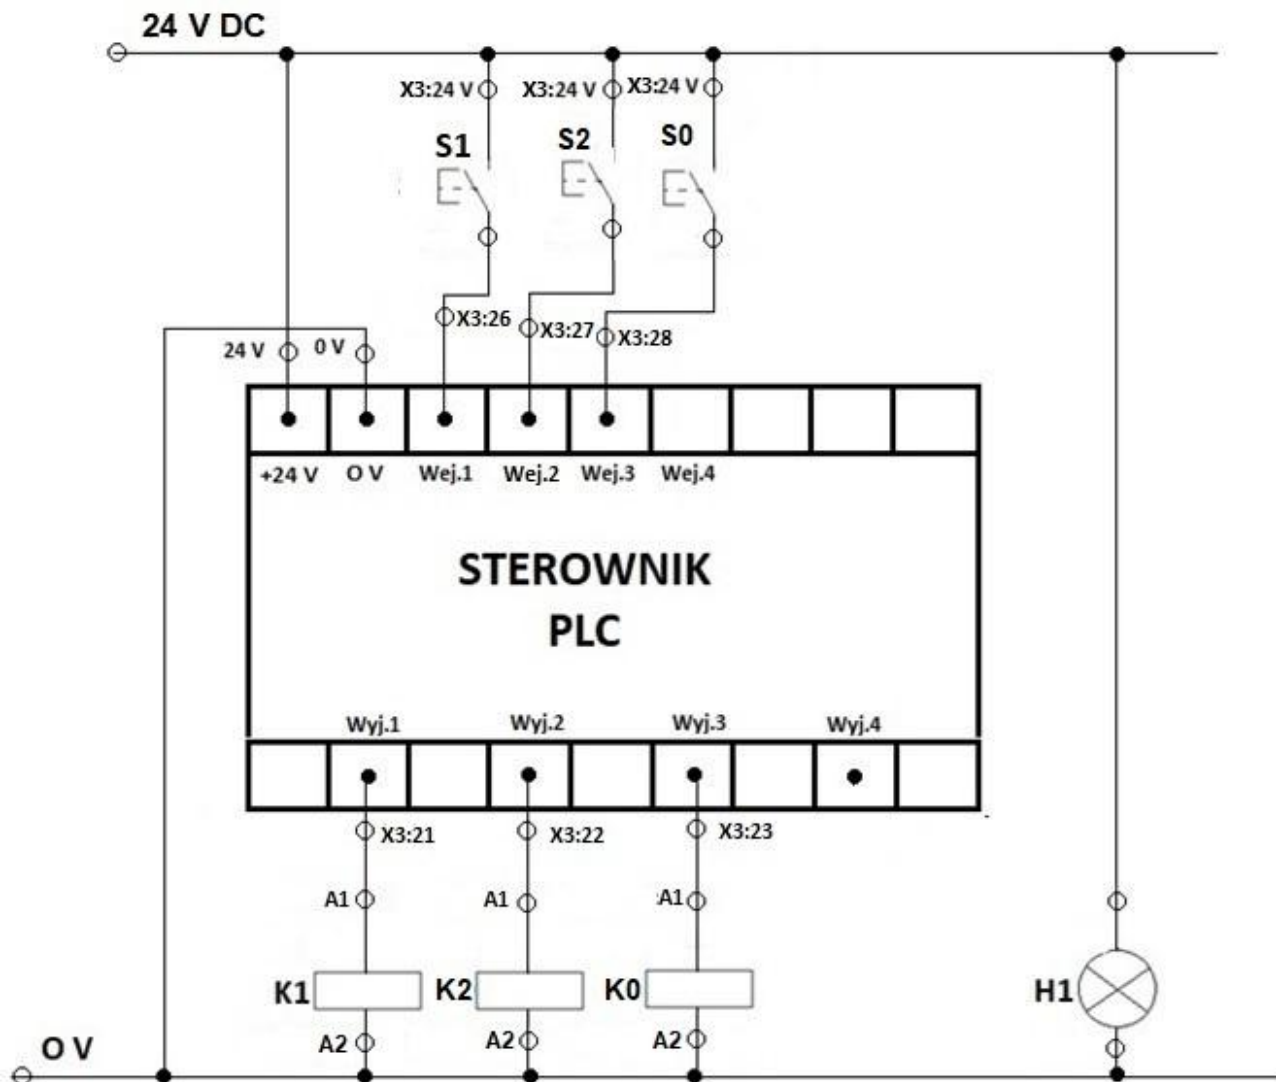 24 V DC
X3:24 V X3:24 V X3:24 V
S1 S2 S0
X3:26 X3:27 X3:28
24 V 0 V
+24 V O V Wej.1 Wej.2 Wej.3 Wej.4
STEROWNIK
PLC
Wyj.1 Wyj.2 Wyj.3 Wyj.4
X3:21 X3:22 X3:23
A1 A1 A1
K1 K2 K0 H1
A2 A2 A2
O V